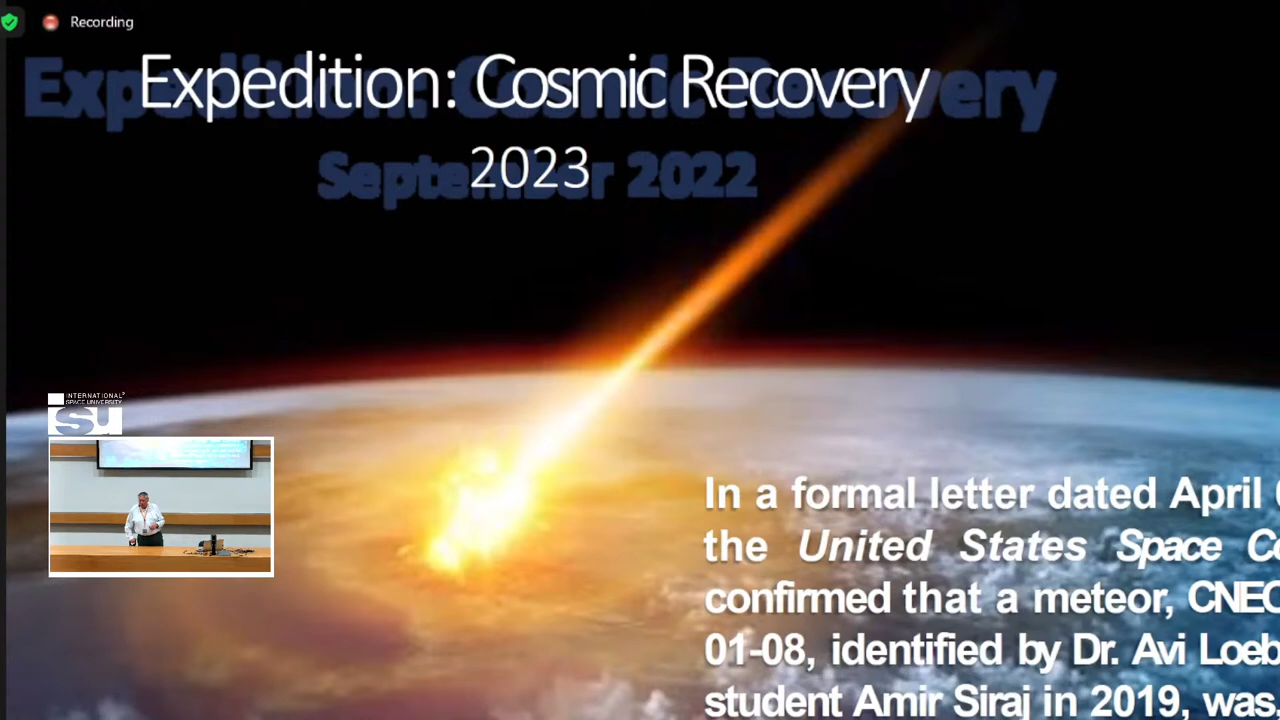 Recording
Expedition: Cosmic Recovery
2023
Expedition: Cosmic Recovery
September 2022
INTERNATIONAL
SPACE UNIVERSITY
isu
In a formal letter dated April
the United States Space
confirmed that a meteor, CNEO
01-08, identified by Dr. Avi Loeb
student Amir Siraj in 2019, was